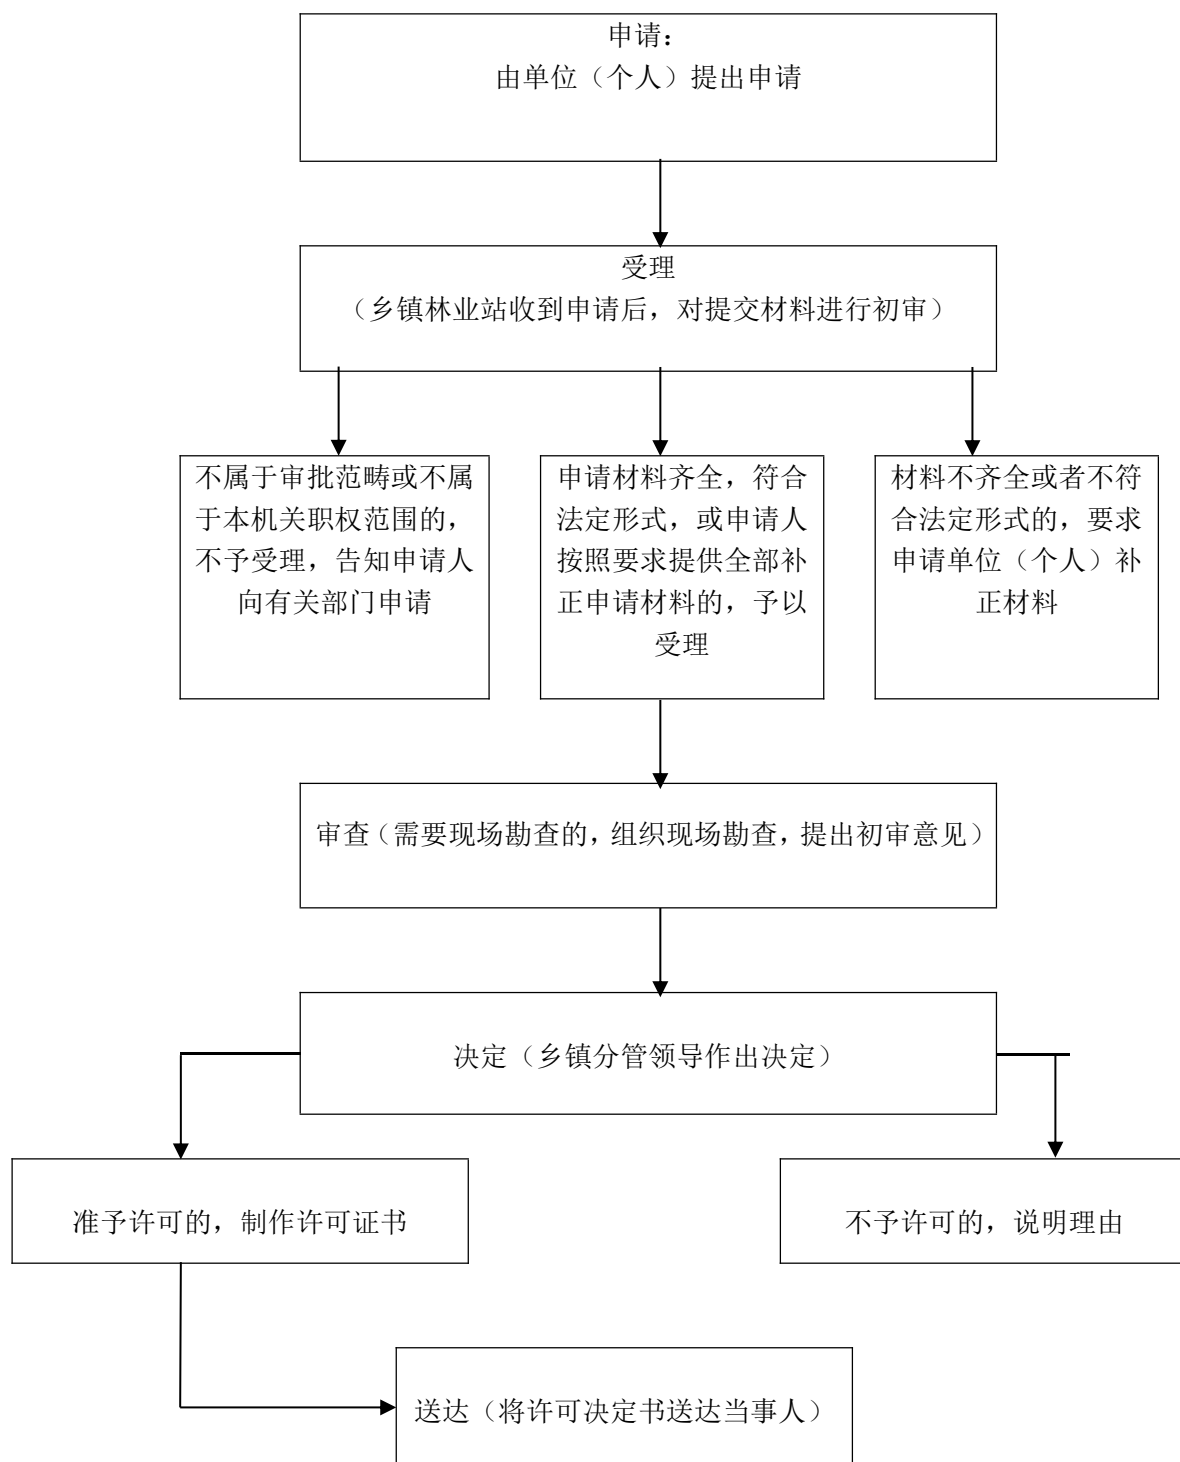 申请：
由单位（个人）提出申请
受理
（乡镇林业站收到申请后，对提交材料进行初审）
不属于审批范畴或不属
于本机关职权范围的，
不予受理，告知申请人
向有关部门申请
申请材料齐全，符合
法定形式，或申请人
按照要求提供全部补
正申请材料的，予以
受理
材料不齐全或者不符
合法定形式的，要求
申请单位（个人）补
正材料
审查（需要现场勘查的，组织现场勘查，提出初审意见）
决定（乡镇分管领导作出决定）
准予许可的，制作许可证书
不予许可的，说明理由
送达（将许可决定书送达当事人）